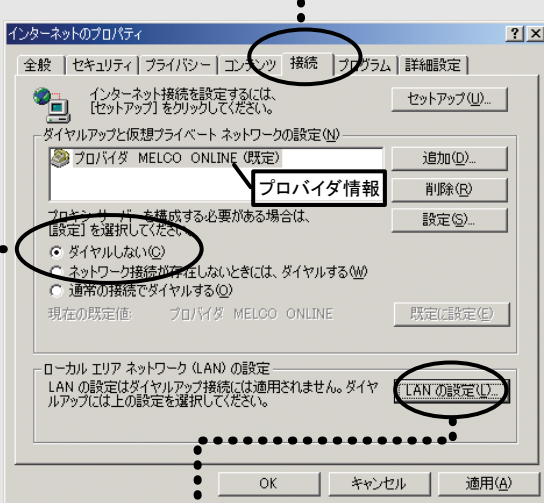 インターネットのプロパティ
全般 セキュリティ プライバシー コンテンツ 接続 プログラム 詳細設定
インターネット接続を設定するには、
[セットアップ] をクリックしてください。
セットアップ(U)...
ダイヤルアップと仮想プライベート ネットワークの設定(N)
プロバイダ MELCO ONLINE (既定)
追加(D)...
プロバイダ情報
削除(R)
プロキシ サーバーを構成する必要がある場合は、
[設定] を選択してください。
設定(S)...
ダイヤルしない(C)
ネットワーク接続が存在しないときには、ダイヤルする(W)
通常の接続でダイヤルする(O)
現在の既定値: プロバイダ MELCO ONLINE
既定に設定(E)
ローカル エリア ネットワーク (LAN) の設定
LAN の設定はダイヤルアップ接続には適用されません。ダイヤ
ルアップには上の設定を選択してください。
LAN の設定(L)...
OK キャンセル 適用(A)